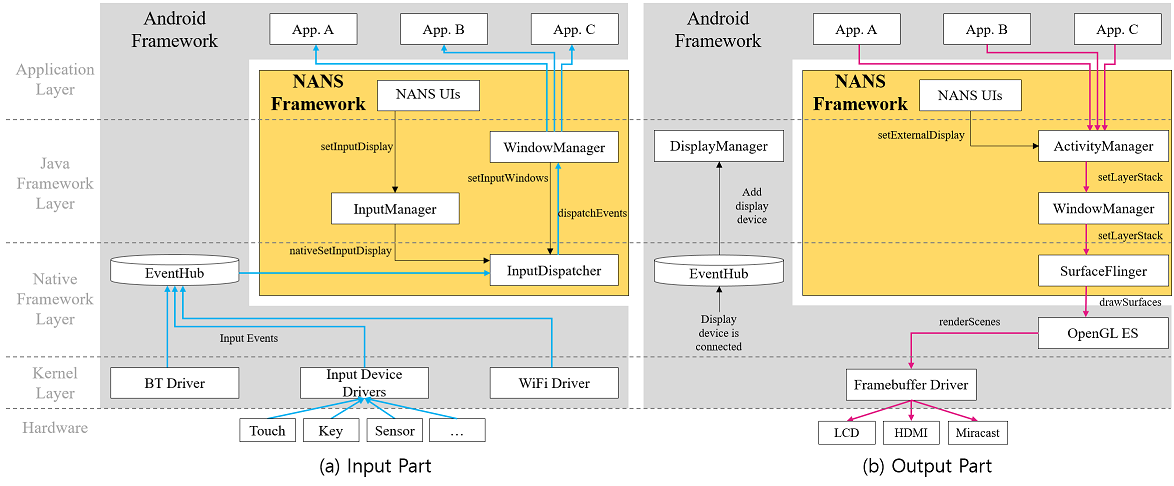 Application
Layer
Java
Framework
Layer
Native
Framework
Layer
Kernel
Layer
Hardware
Android
Framework
App. A
App. B
App. C
NANS
Framework
NANS UIs
setInputDisplay
WindowManager
setInputWindows
InputManager
dispatchEvents
nativeSetInputDisplay
EventHub
InputDispatcher
Input Events
BT Driver
Input Device
Drivers
WiFi Driver
Touch
Key
Sensor
...
(a) Input Part
Android
Framework
App. A
App. B
App. C
NANS
Framework
NANS UIs
setExternalDisplay
DisplayManager
ActivityManager
setLayerStack
Add
display
device
WindowManager
setLayerStack
EventHub
SurfaceFlinger
drawSurfaces
Display
device is
connected
renderScenes
OpenGL ES
Framebuffer Driver
LCD
HDMI
Miracast
(b) Output Part